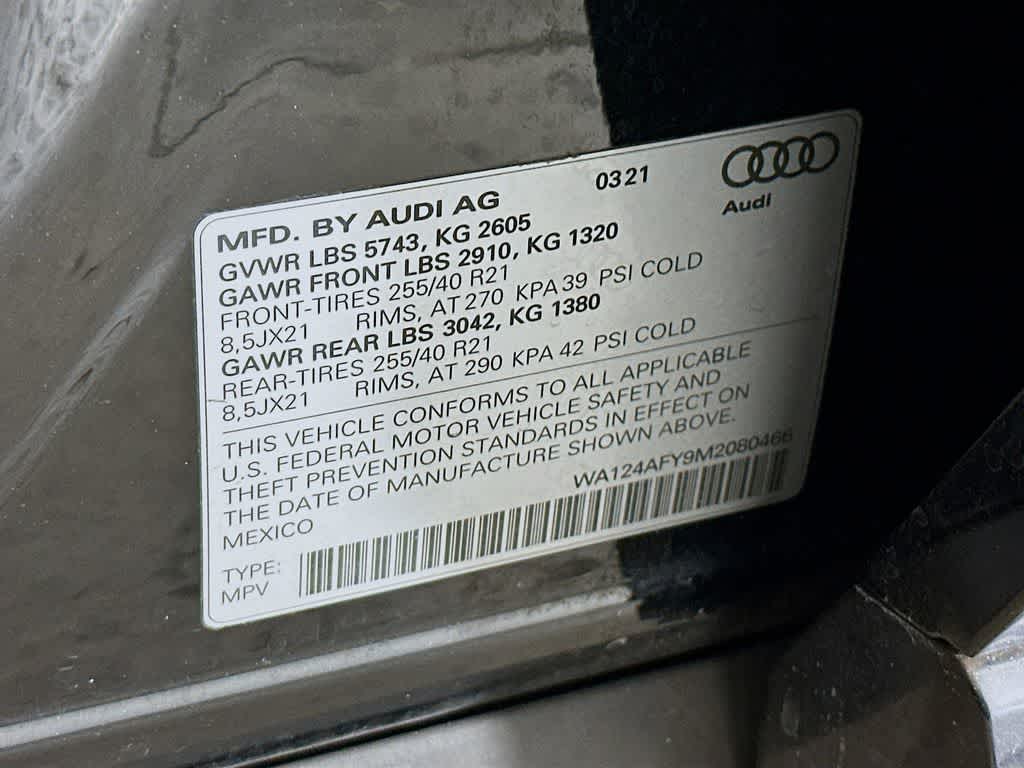 MFD. BY AUDI AG 0321
Audi
GVWR LBS 5743, KG 2605
GAWR FRONT LBS 2910, KG 1320
FRONT-TIRES 255/40 R21
8,5JX21 RIMS, AT 270 KPA 39 PSI COLD
GAWR REAR LBS 3042, KG 1380
REAR-TIRES 255/40 R21
8,5JX21 RIMS, AT 290 KPA 42 PSI COLD
THIS VEHICLE CONFORMS TO ALL APPLICABLE
U.S. FEDERAL MOTOR VEHICLE SAFETY AND
THEFT PREVENTION STANDARDS IN EFFECT ON
THE DATE OF MANUFACTURE SHOWN ABOVE.
MEXICO WA124AFY9M2080466
TYPE:
MPV